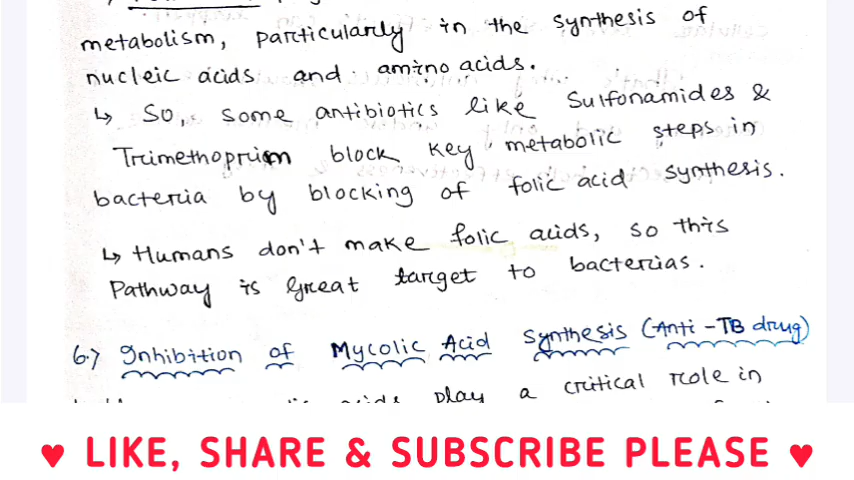 metabolism, particularly in the synthesis of
nucleic acids and amino acids.
↳ So, some antibiotics like Sulfonamides &
Trimethoprim block key metabolic steps in
bacteria by blocking of folic acid synthesis.
↳ Humans don't make folic acids, so this
Pathway is great target to bacterias.
6.) Inhibition of Mycolic Acid synthesis (Anti-TB drug)
acids play a critical role in
♥ LIKE, SHARE & SUBSCRIBE PLEASE ♥